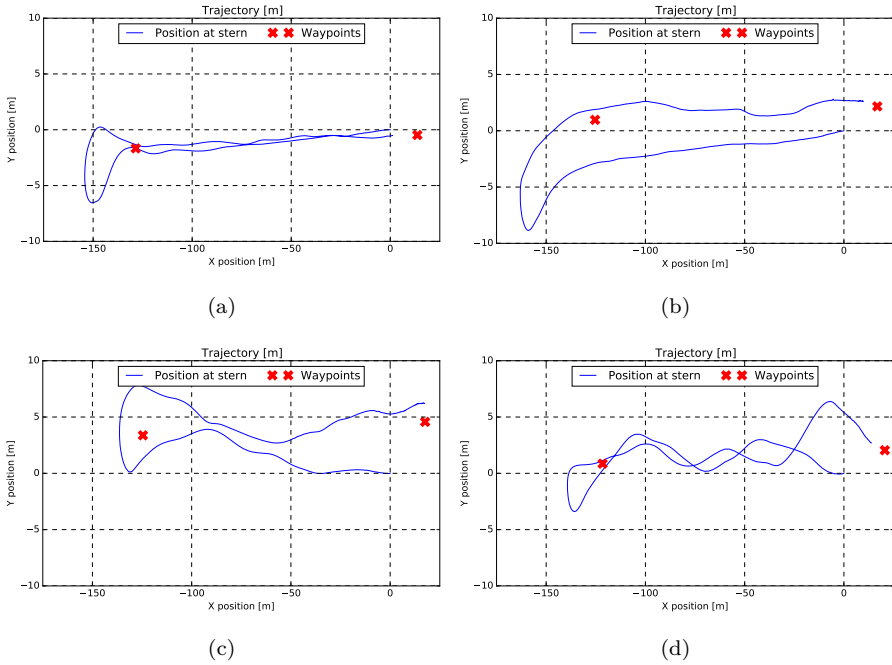 Trajectory [m]
Position at stern Waypoints
10
5
0
−5
−10
Y position [m]
−150 −100 −50 0
X position [m]
(a)
Trajectory [m]
Position at stern Waypoints
10
5
0
−5
−10
Y position [m]
−150 −100 −50 0
X position [m]
(b)
Trajectory [m]
Position at stern Waypoints
10
5
0
−5
−10
Y position [m]
−150 −100 −50 0
X position [m]
(c)
Trajectory [m]
Position at stern Waypoints
10
5
0
−5
−10
Y position [m]
−150 −100 −50 0
X position [m]
(d)